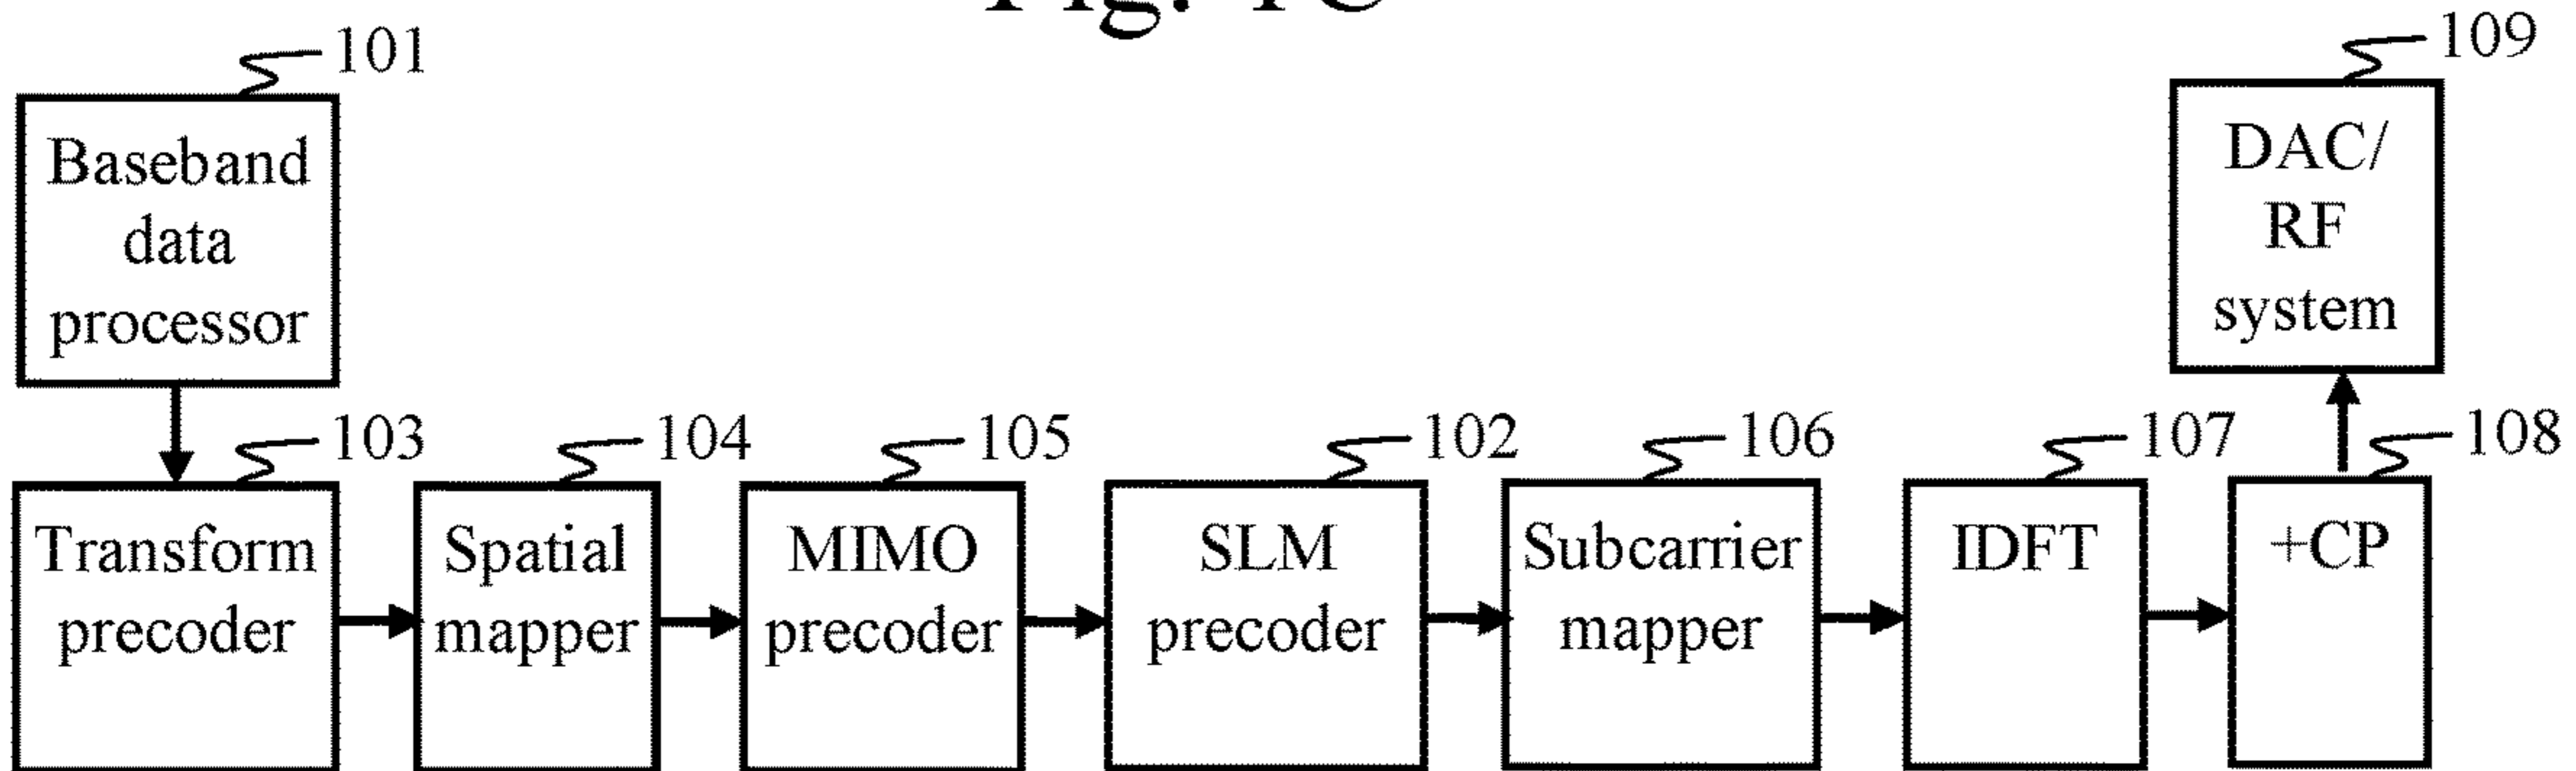 101
109
Baseband
data
processor
DAC/
RF
system
103
104
105
102
106
107
108
Transform
precoder
Spatial
mapper
MIMO
precoder
SLM
precoder
Subcarrier
mapper
IDFT
+CP